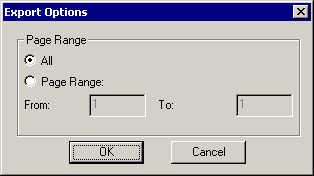 Export Options
Page Range
All
Page Range:
From: 1 To: 1
OK Cancel